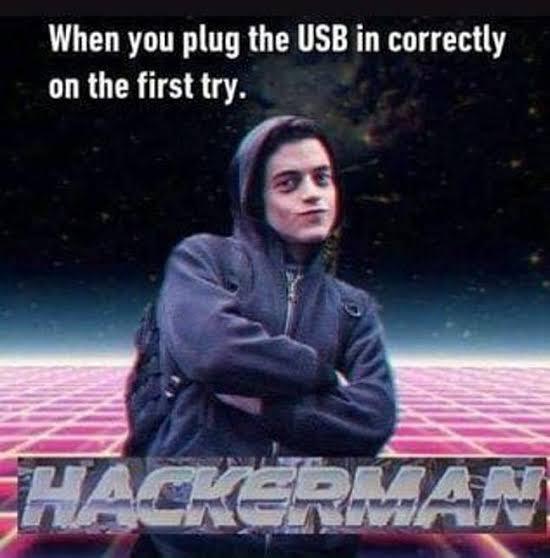 When you plug the USB in correctly
on the first try.
HACKERMAN